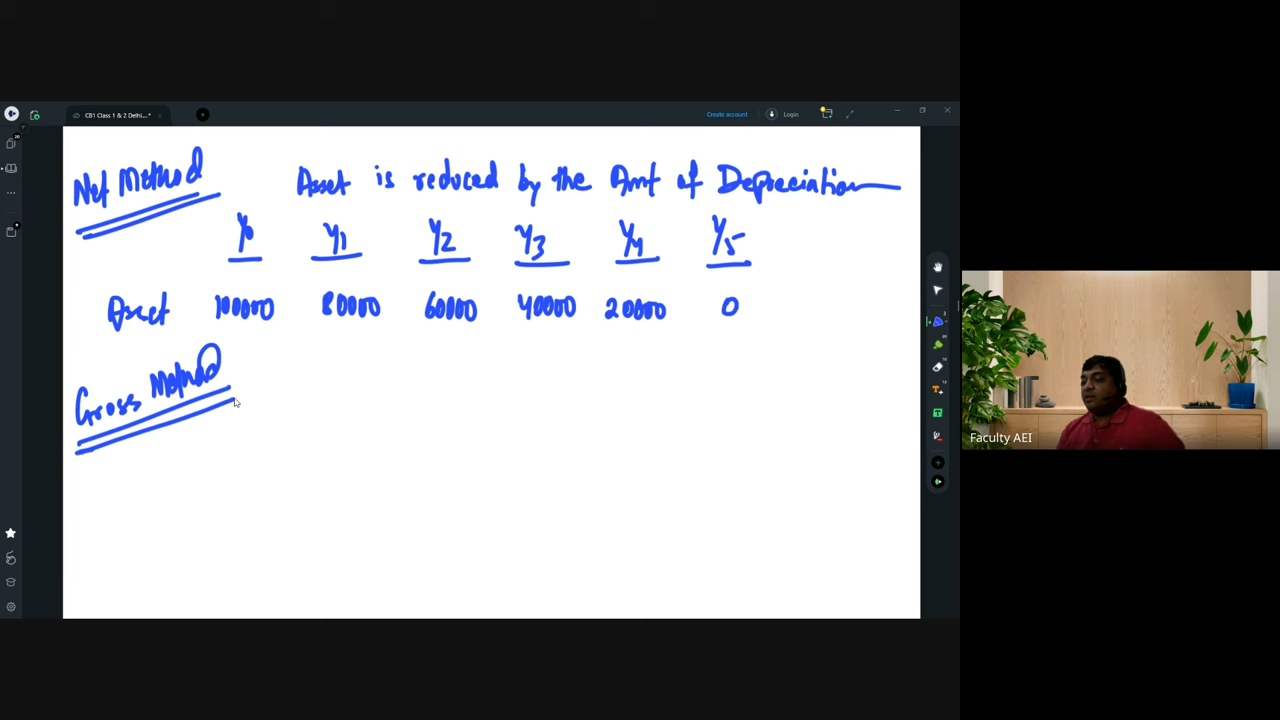 CB1 Class 1 & 2 Delhi...*
Create account
Login
Net Method
Asset is reduced by the Amt of Depreciation
Y0 Y1 Y2 Y3 Y4 Y5
Asset 100000 80000 60000 40000 20000 0
Gross Method
Faculty AEI